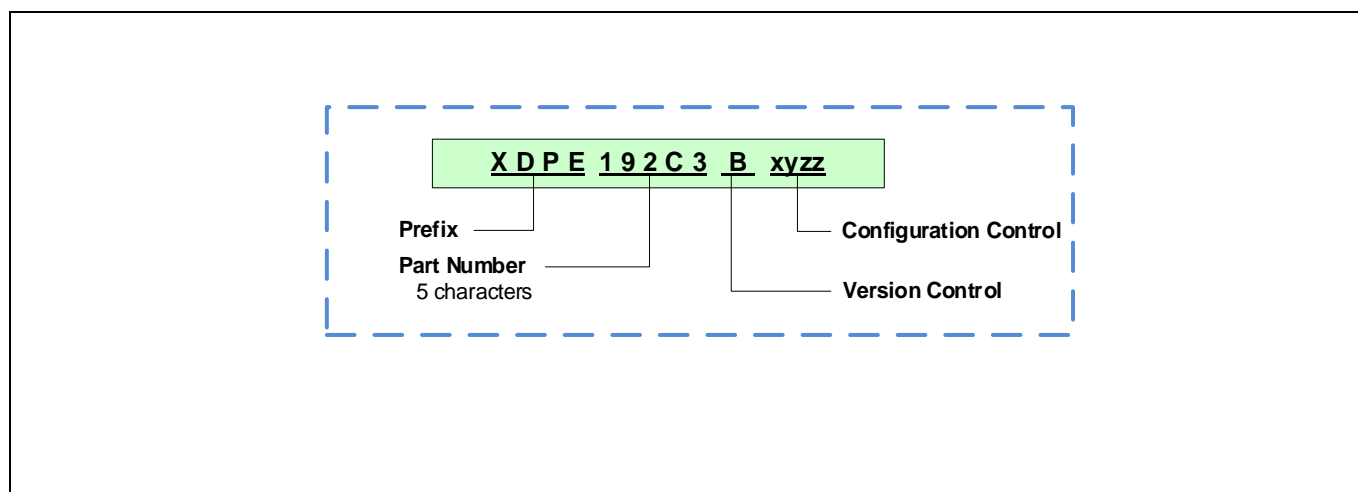 X D P E 1 9 2 C 3 B xyzz
Prefix
Configuration Control
Part Number
5 characters
Version Control